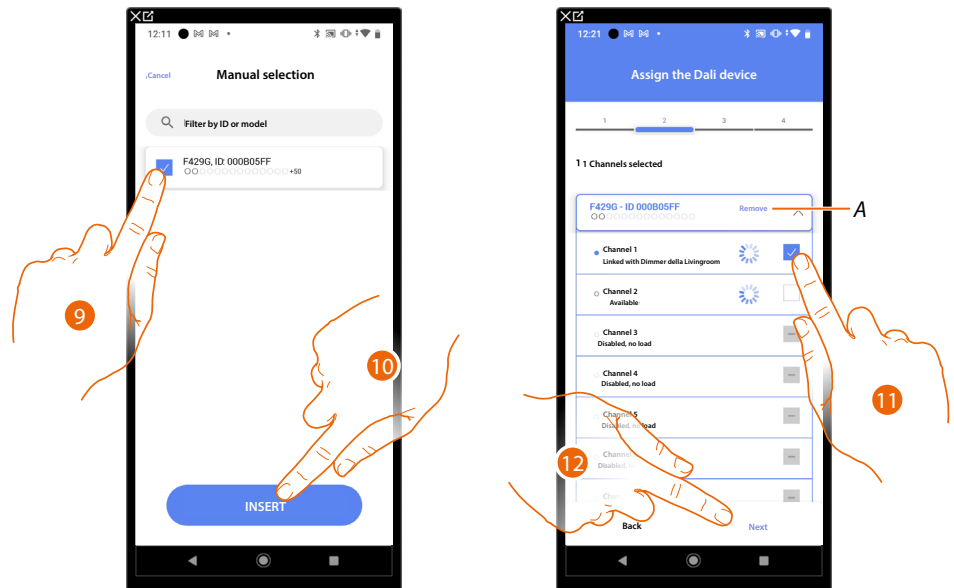 12:11
Cancel
Manual selection
Filter by ID or model
F429G, ID: 000B05FF
+50
9
10
INSERT
12:21
Assign the Dali device
1 2 3 4
1 1 Channels selected
F429G - ID 000B05FF
Remove
A
Channel 1
Linked with Dimmer della Livingroom
Channel 2
Available
Channel 3
Disabled, no load
Channel 4
Disabled, no load
11
Channel 5
Disabled, no load
Channel
Disabled,
12
Back
Next